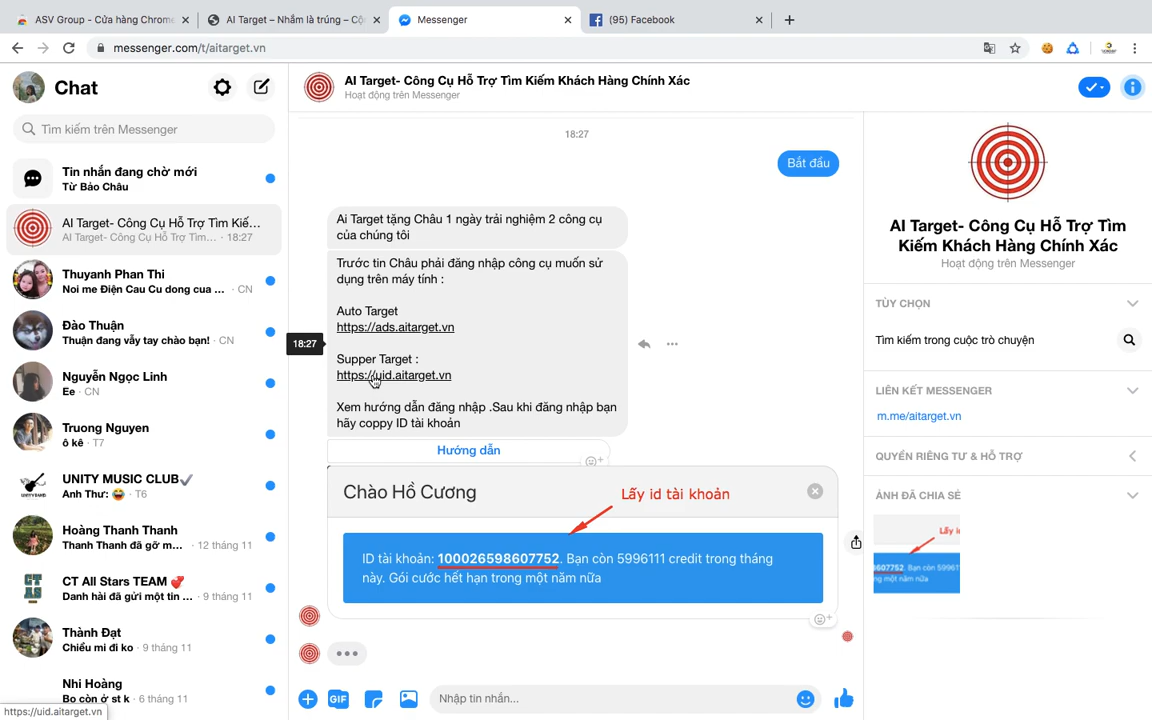 ASV Group - Cửa hàng Chrome
AI Target – Nhắm là trúng – Cộ
Messenger
(95) Facebook
messenger.com/t/aitarget.vn
Chat
Tìm kiếm trên Messenger
Tin nhắn đang chờ mới
Từ Bảo Châu
AI Target- Công Cụ Hỗ Trợ Tìm Kiế...
AI Target- Công Cụ Hỗ Trợ Tìm... · 18:27
Thuyanh Phan Thi
Noi me Điện Cau Cu dong cua ... · CN
Đào Thuận
Thuận đang vẫy tay chào bạn! · CN
Nguyễn Ngọc Linh
Ee · CN
Truong Nguyen
ô kê · T7
UNITY MUSIC CLUB
Anh Thư: 😂 · T6
Hoàng Thanh Thanh
Thanh Thanh đã gỡ m... · 12 tháng 11
CT All Stars TEAM 💞
Danh hài đã gửi một tin ... · 9 tháng 11
Thành Đạt
Chiều mi đi ko · 9 tháng 11
Nhi Hoàng
Bọ còn ở st k · 6 tháng 11
https://uid.aitarget.vn
AI Target- Công Cụ Hỗ Trợ Tìm Kiếm Khách Hàng Chính Xác
Hoạt động trên Messenger
18:27
Bắt đầu
Ai Target tặng Châu 1 ngày trải nghiệm 2 công cụ
của chúng tôi
Trước tin Châu phải đăng nhập công cụ muốn sử
dụng trên máy tính :
Auto Target
https://ads.aitarget.vn
18:27
Supper Target :
https://uid.aitarget.vn
Xem hướng dẫn đăng nhập .Sau khi đăng nhập bạn
hãy coppy ID tài khoản
Hướng dẫn
Chào Hồ Cương
Lấy id tài khoản
ID tài khoản: 100026598607752. Bạn còn 5996111 credit trong tháng
này. Gói cước hết hạn trong một năm nữa
GIF
Nhập tin nhắn...
AI Target- Công Cụ Hỗ Trợ Tìm
Kiếm Khách Hàng Chính Xác
Hoạt động trên Messenger
TÙY CHỌN
Tìm kiếm trong cuộc trò chuyện
LIÊN KẾT MESSENGER
m.me/aitarget.vn
QUYỀN RIÊNG TƯ & HỖ TRỢ
ẢNH ĐÃ CHIA SẺ